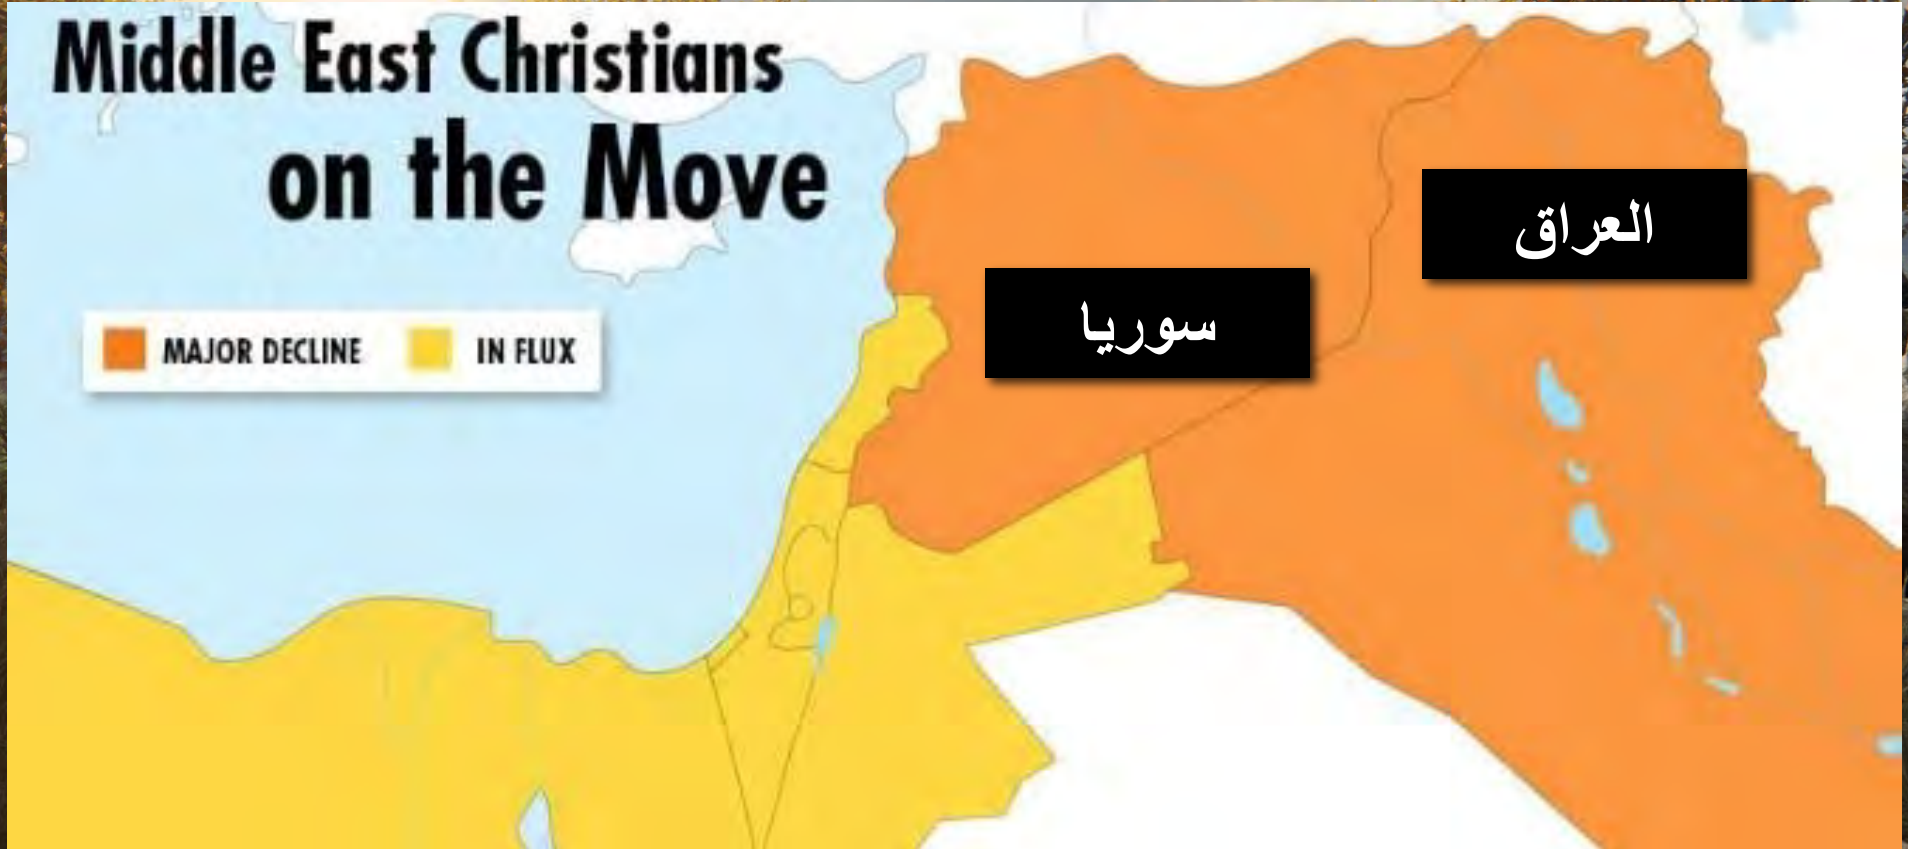 Middle East Christians
on the Move
العراق
سوريا
MAJOR DECLINE
IN FLUX